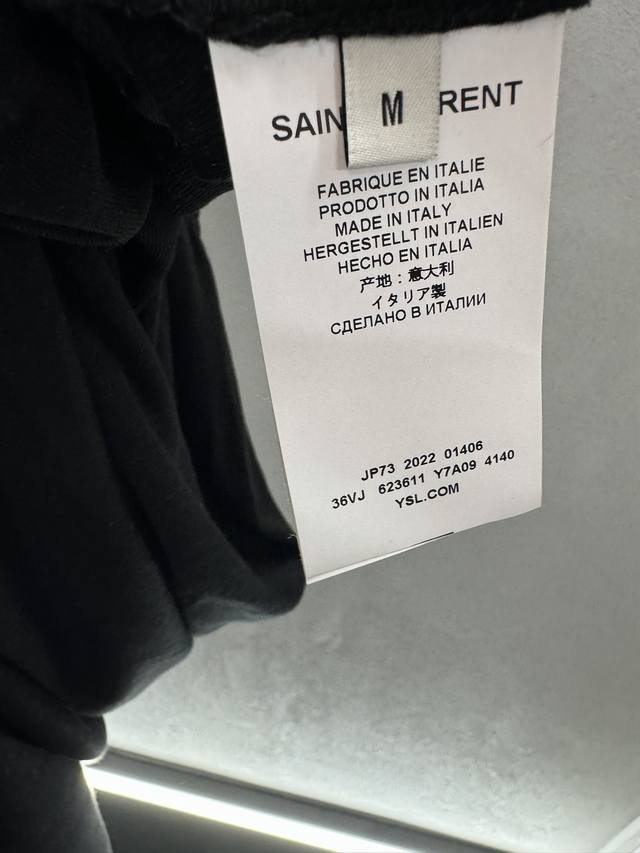 SAIN RENT
M
FABRIQUE EN ITALIE
PRODOTTO IN ITALIA
MADE IN ITALY
HERGESTELLT IN ITALIEN
HECHO EN ITALIA
产地：意大利
イタリア製
СДЕЛАНО В ИТАЛИИ
JP73 2022 01406
36VJ 623611 Y7A09 4140
YSL.COM